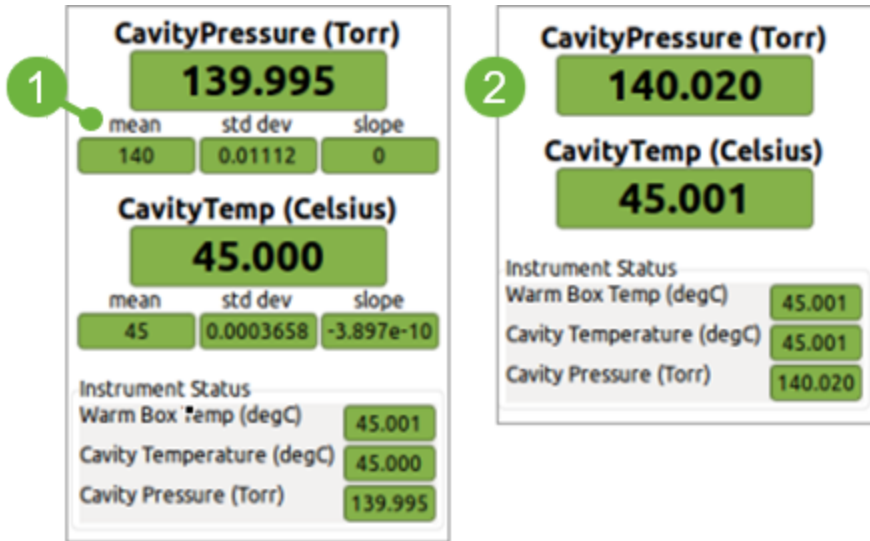 1
CavityPressure (Torr)
139.995
mean std dev slope
140 0.01112 0
CavityTemp (Celsius)
45.000
mean std dev slope
45 0.0003658 -3.897e-10
Instrument Status
Warm Box Temp (degC) 45.001
Cavity Temperature (degC) 45.000
Cavity Pressure (Torr) 139.995
2
CavityPressure (Torr)
140.020
CavityTemp (Celsius)
45.001
Instrument Status
Warm Box Temp (degC) 45.001
Cavity Temperature (degC) 45.001
Cavity Pressure (Torr) 140.020